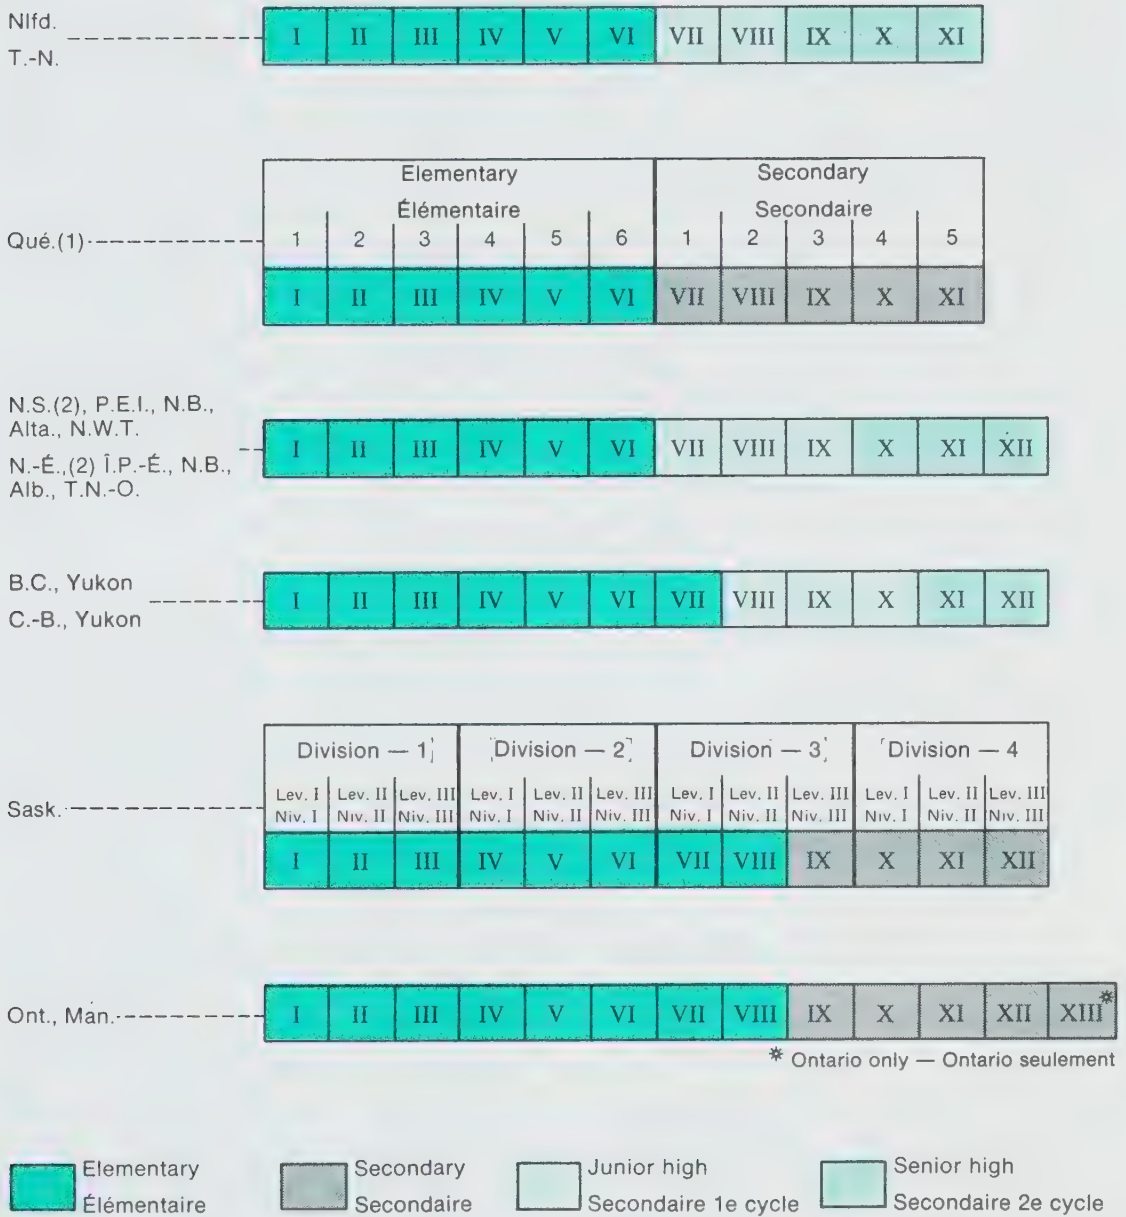 Nlfd.
T.-N.
I II III IV V VI VII VIII IX X XI
Elementary Secondary
Élémentaire Secondaire
Qué.(1) 1 2 3 4 5 6 1 2 3 4 5
I II III IV V VI VII VIII IX X XI
N.S.(2), P.E.I., N.B.,
Alta., N.W.T.
N.-É.,(2) Î.P.-É., N.B.,
Alb., T.N.-O.
I II III IV V VI VII VIII IX X XI XII
B.C., Yukon
C.-B., Yukon
I II III IV V VI VII VIII IX X XI XII
Division — 1 Division — 2 Division — 3 Division — 4
Sask. Lev. I Lev. II Lev. III Lev. I Lev. II Lev. III Lev. I Lev. II Lev. III Lev. I Lev. II Lev. III
Niv. I Niv. II Niv. III Niv. I Niv. II Niv. III Niv. I Niv. II Niv. III Niv. I Niv. II Niv. III
I II III IV V VI VII VIII IX X XI XII
Ont., Man. I II III IV V VI VII VIII IX X XI XII XIII*
* Ontario only — Ontario seulement
Elementary Secondary Junior high Senior high
Élémentaire Secondaire Secondaire 1e cycle Secondaire 2e cycle